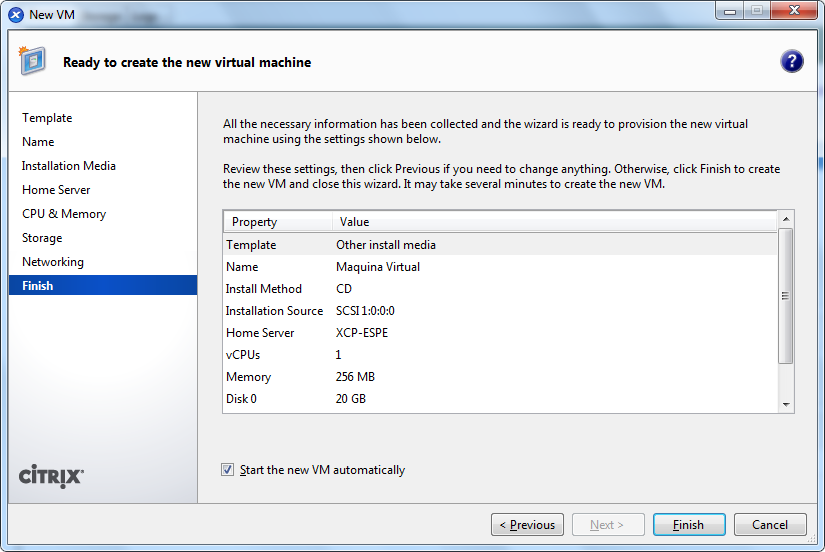 New VM
Ready to create the new virtual machine
?
Template
Name
Installation Media
Home Server
CPU & Memory
Storage
Networking
Finish
CİTRIX
All the necessary information has been collected and the wizard is ready to provision the new virtual
machine using the settings shown below.
Review these settings, then click Previous if you need to change anything. Otherwise, click Finish to create
the new VM and close this wizard. It may take several minutes to create the new VM.
Property Value
Template Other install media
Name Maquina Virtual
Install Method CD
Installation Source SCSI 1:0:0:0
Home Server XCP-ESPE
vCPUs 1
Memory 256 MB
Disk 0 20 GB
Start the new VM automatically
< Previous Next > Finish Cancel